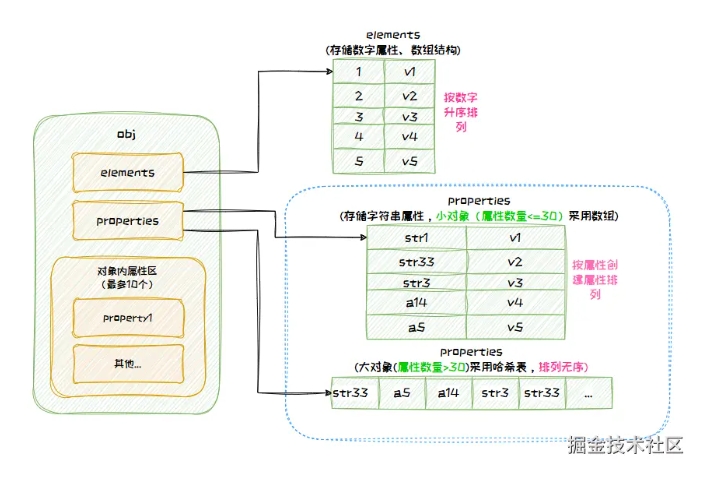 elements
(存储数字属性、数组结构)
1 v1
2 v2
3 v3
4 v4
5 v5
按数字
升序排
列
obj
elements
properties
对象内属性区
(最多10个)
property1
其他...
properties
(存储字符串属性,小对象(属性数量<=30)采用数组)
str1 v1
str33 v2
str3 v3
a14 v4
a5 v5
按属性创
建属性排
列
properties
(大对象(属性数量>30)采用哈希表,排列无序)
str33 a5 a14 str3 str33 ...
掘金技术社区